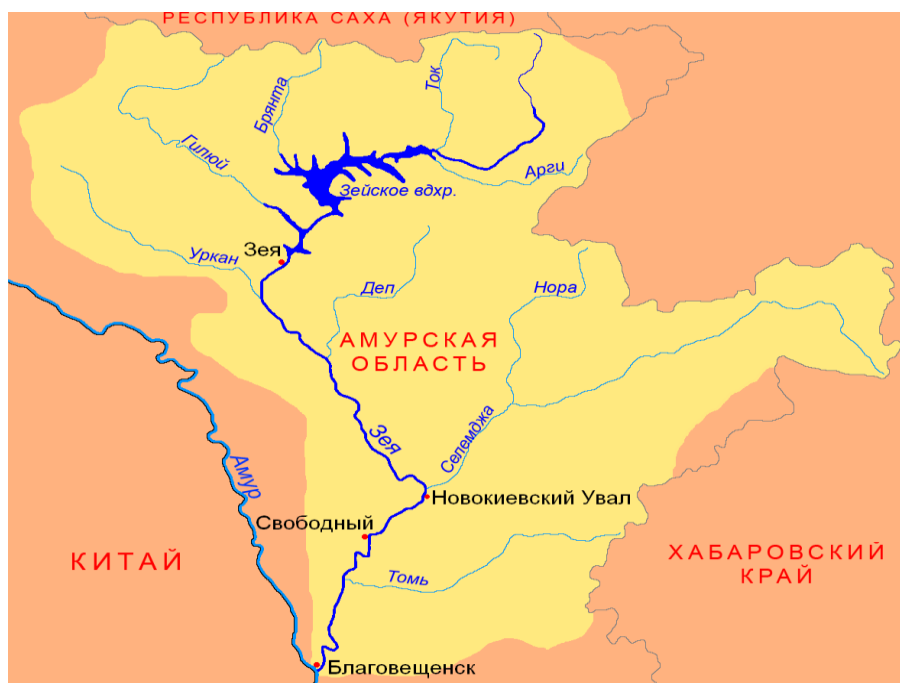 РЕСПУБЛИКА САХА (ЯКУТИЯ)
Брянта
Ток
Гилюй
Арги
Зейское вдхр.
Зея
Уркан
Деп
Нора
АМУРСКАЯ
ОБЛАСТЬ
Зея
Селемджа
Амур
Новокиевский Увал
Свободный
КИТАЙ
ХАБАРОВСКИЙ
КРАЙ
Томь
Благовещенск